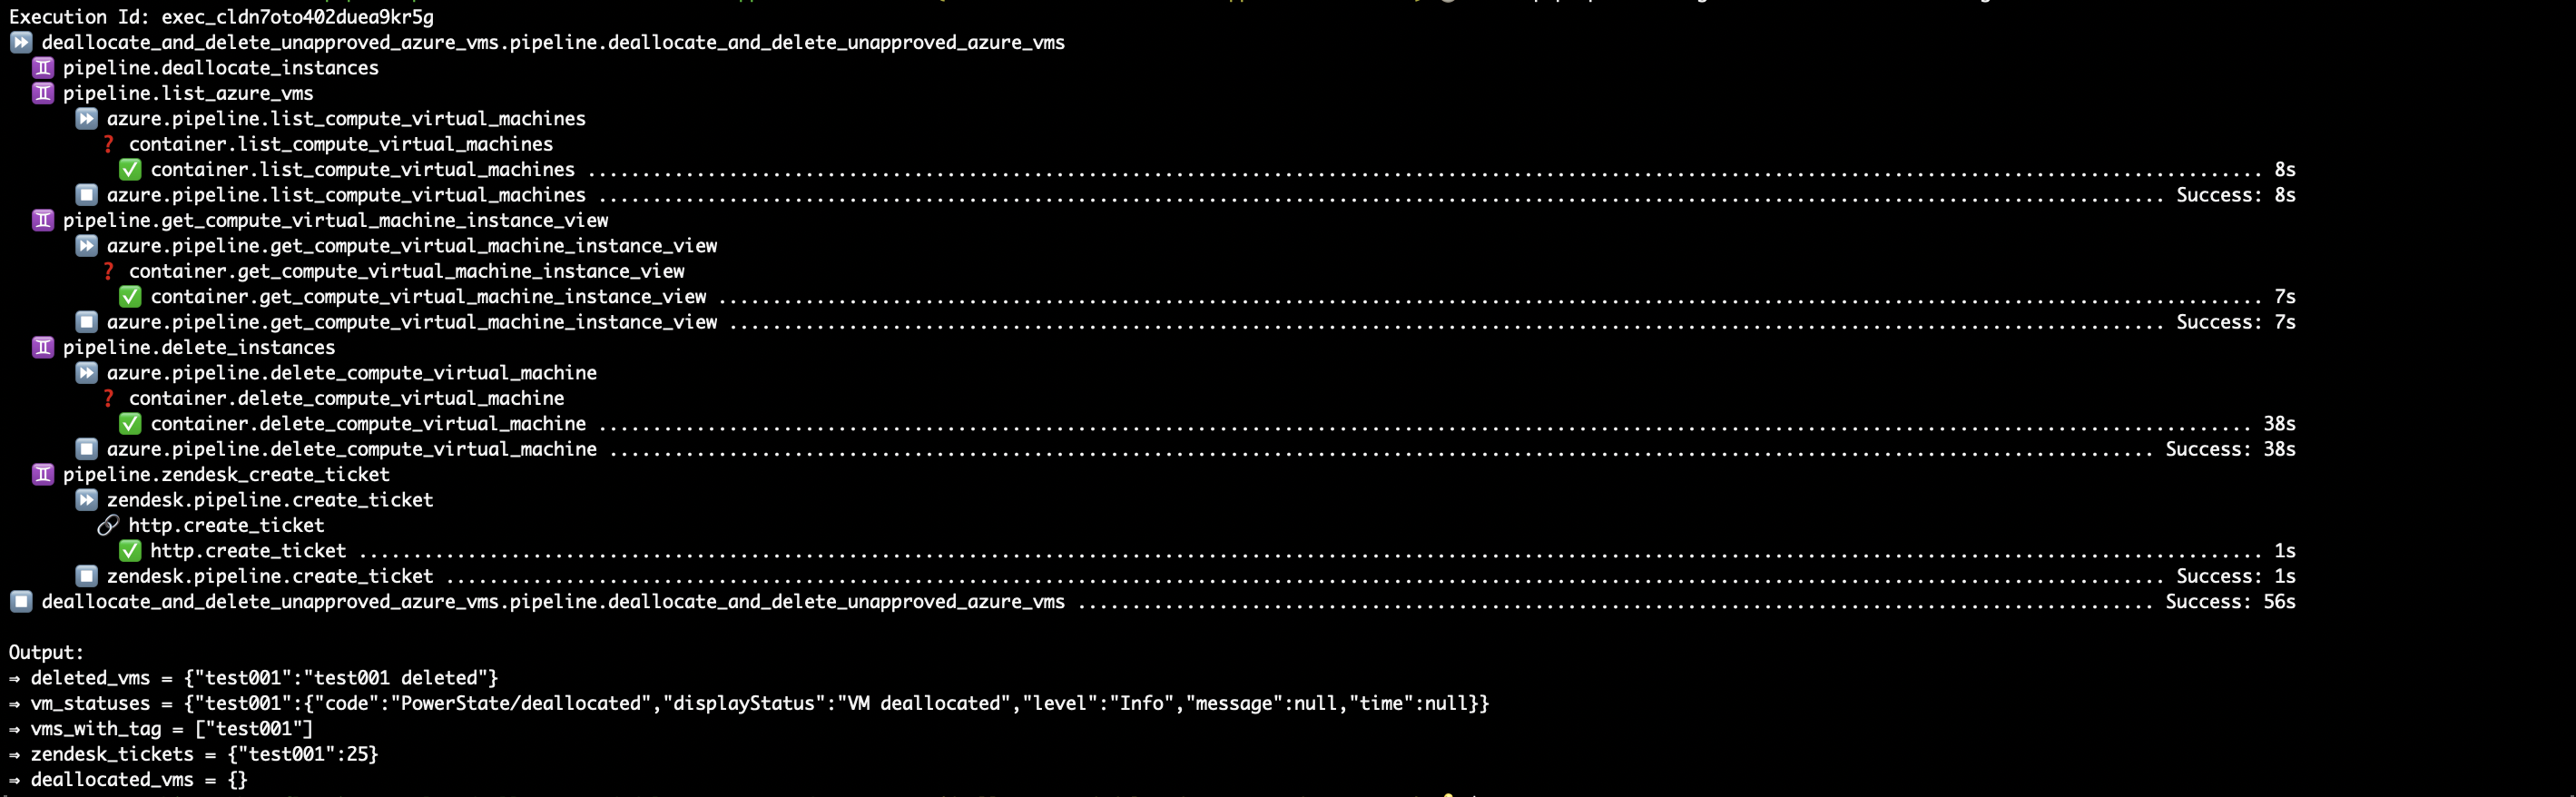 Execution Id: exec_cldn7oto402duea9kr5g
deallocate_and_delete_unapproved_azure_vms.pipeline.deallocate_and_delete_unapproved_azure_vms
pipeline.deallocate_instances
pipeline.list_azure_vms
azure.pipeline.list_compute_virtual_machines
❓ container.list_compute_virtual_machines
container.list_compute_virtual_machines ........ 8s
azure.pipeline.list_compute_virtual_machines ........ Success: 8s
pipeline.get_compute_virtual_machine_instance_view
azure.pipeline.get_compute_virtual_machine_instance_view
❓ container.get_compute_virtual_machine_instance_view
container.get_compute_virtual_machine_instance_view ........ 7s
azure.pipeline.get_compute_virtual_machine_instance_view ........ Success: 7s
pipeline.delete_instances
azure.pipeline.delete_compute_virtual_machine
❓ container.delete_compute_virtual_machine
container.delete_compute_virtual_machine ........ 38s
azure.pipeline.delete_compute_virtual_machine ........ Success: 38s
pipeline.zendesk_create_ticket
zendesk.pipeline.create_ticket
http.create_ticket
http.create_ticket ........ 1s
zendesk.pipeline.create_ticket ........ Success: 1s
deallocate_and_delete_unapproved_azure_vms.pipeline.deallocate_and_delete_unapproved_azure_vms ........ Success: 56s
Output:
⇒ deleted_vms = {"test001":"test001 deleted"}
⇒ vm_statuses = {"test001":{"code":"PowerState/deallocated","displayStatus":"VM deallocated","level":"Info","message":null,"time":null}}
⇒ vms_with_tag = ["test001"]
⇒ zendesk_tickets = {"test001":25}
⇒ deallocated_vms = {}